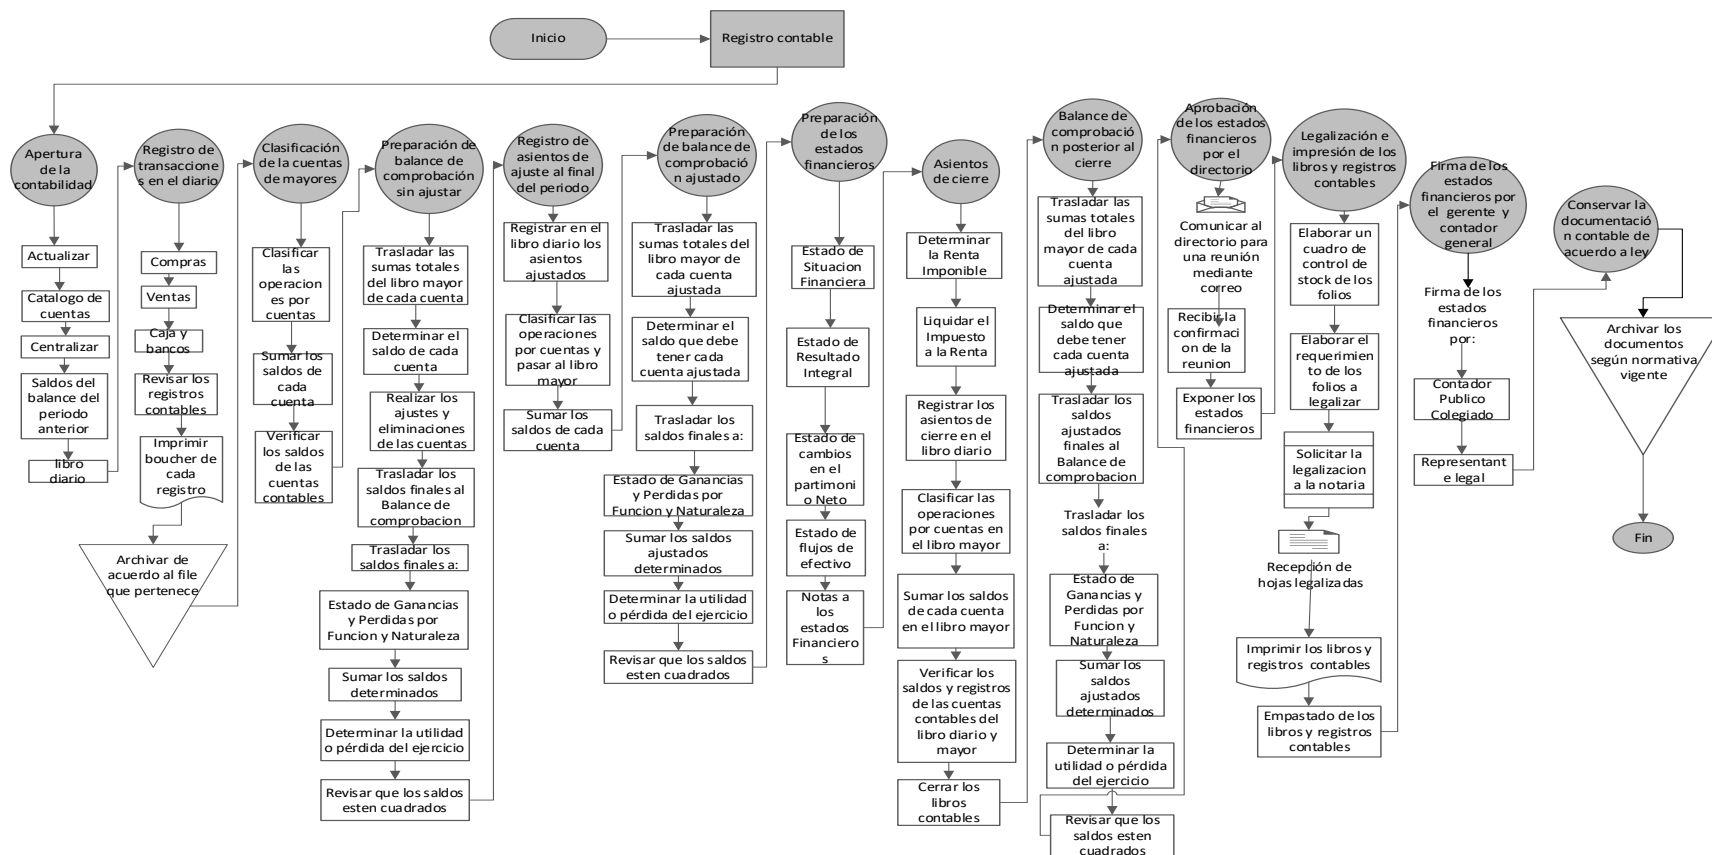 Inicio
Registro contable
Apertura
de la
contabilidad
Actualizar
Catalogo de
cuentas
Centralizar
Saldos del
balance del
periodo
anterior
libro
diario
Registro de
transaccione
s en el diario
Compras
Ventas
Caja y
bancos
Revisar los
registros
contables
Imprimir
boucher de
cada
registro
Archivar de
acuerdo al file
que pertenece
Clasificación
de la cuentas
de mayores
Clasificar
las
operacion
es por
cuentas
Sumar los
saldos de
cada
cuenta
Verificar
los saldos
de las
cuentas
contables
Preparación de
balance de
comprobación
sin ajustar
Trasladar las
sumas totales
del libro mayor
de cada cuenta
Determinar el
saldo de cada
cuenta
Realizar los
ajustes y
eliminaciones
de las cuentas
Trasladar los
saldos finales al
Balance de
comprobacion
Trasladar los
saldos finales a:
Estado de Ganancias
y Perdidas por
Funcion y Naturaleza
Sumar los saldos
determinados
Determinar la utilidad
o pérdida del ejercicio
Revisar que los saldos
esten cuadrados
Registro de
asientos de
ajuste al final
del periodo
Registrar en el
libro diario los
asientos
ajustados
Clasificar las
operaciones
por cuentas y
pasar al libro
mayor
Sumar los
saldos de cada
cuenta
Preparación
de balance de
comprobació
n ajustado
Trasladar las
sumas totales del
libro mayor de
cada cuenta
ajustada
Determinar el
saldo que debe
tener cada
cuenta ajustada
Trasladar los
saldos finales a:
Estado de Ganancias
y Perdidas por
Funcion y Naturaleza
Sumar los saldos
ajustados
determinados
Determinar la utilidad
o pérdida del ejercicio
Revisar que los saldos
esten cuadrados
Preparación
de los
estados
financieros
Estado de
Situacion
Financiera
Estado de
Resultado
Integral
Estado de
cambios
en el
partimoni
o Neto
Estado de
flujos de
efectivo
Notas a
los
estados
Financiero
s
Asientos
de cierre
Determinar
la Renta
Imponible
Liquidar el
Impuesto
a la Renta
Registrar los
asientos de
cierre en el
libro diario
Clasificar las
operaciones
por cuentas en
el libro mayor
Sumar los saldos
de cada cuenta
en el libro mayor
Verificar los
saldos y registros
de las cuentas
contables del
libro diario y
mayor
Cerrar los
libros
contables
Balance de
comprobació
n posterior al
cierre
Trasladar las
sumas totales
del libro
mayor de
cada cuenta
ajustada
Determinar el
saldo que
debe tener
cada cuenta
ajustada
Trasladar los
saldos
ajustados
finales al
Balance de
comprobacion
Trasladar los
saldos finales
a:
Estado de
Ganancias y
Perdidas por
Funcion y
Naturaleza
Sumar los
saldos
ajustados
determinados
Determinar la
utilidad o pérdida
del ejercicio
Revisar que los
saldos esten
cuadrados
Aprobación
de los estados
financieros
por el
directorio
Comunicar al
directorio para
una reunión
mediante
correo
Recibir la
confirmaci
on de la
reunion
Exponer los
estados
financieros
Legalización e
impresión de los
libros y registros
contables
Elaborar un
cuadro de
control de
stock de los
folios
Elaborar el
requerimien
to de los
folios a
legalizar
Solicitar la
legalizacion
a la notaria
Recepción de
hojas legalizadas
Imprimir los libros y
registros contables
Empastado de los
libros y registros
contables
Firma de los
estados
financieros por
el gerente y
contador
general
Firma de los
estados
financieros
por:
Contador
Publico
Colegiado
Representant
e legal
Conservar la
documentació
n contable de
acuerdo a ley
Archivar los
documentos
según normativa
vigente
Fin